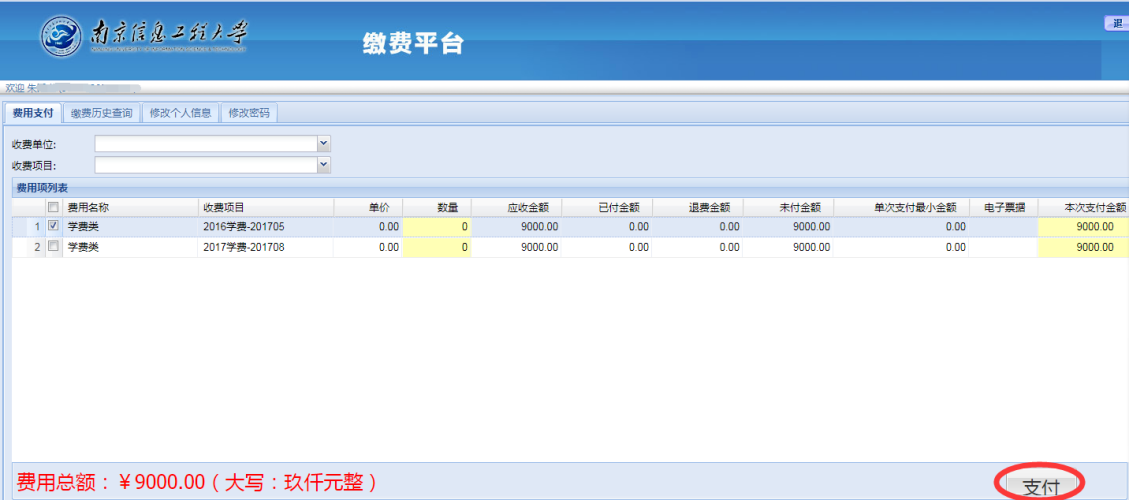 南京信息工程大学
缴费平台
退
欢迎 朱
费用支付 缴费历史查询 修改个人信息 修改密码
收费单位:
收费项目:
费用项列表
费用名称 收费项目 单价 数量 应收金额 已付金额 退费金额 未付金额 单次支付最小金额 电子票据 本次支付金额
1 学费类 2016学费-201705 0.00 0 9000.00 0.00 0.00 9000.00 0.00 9000.00
2 学费类 2017学费-201708 0.00 0 9000.00 0.00 0.00 9000.00 0.00 9000.00
费用总额：￥9000.00（大写：玖仟元整） 支付